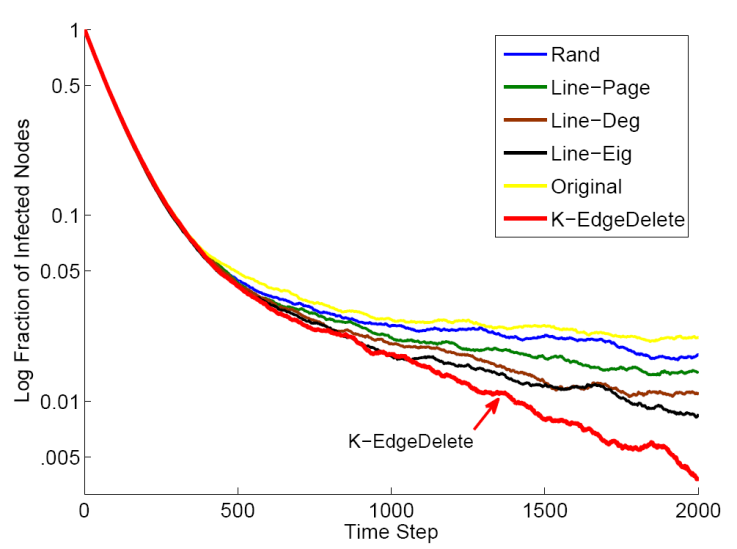 1
0.5
0.1
0.05
0.01
.005
Log Fraction of Infected Nodes
0
500
1000
1500
2000
Time Step
Rand
Line−Page
Line−Deg
Line−Eig
Original
K−EdgeDelete
K−EdgeDelete